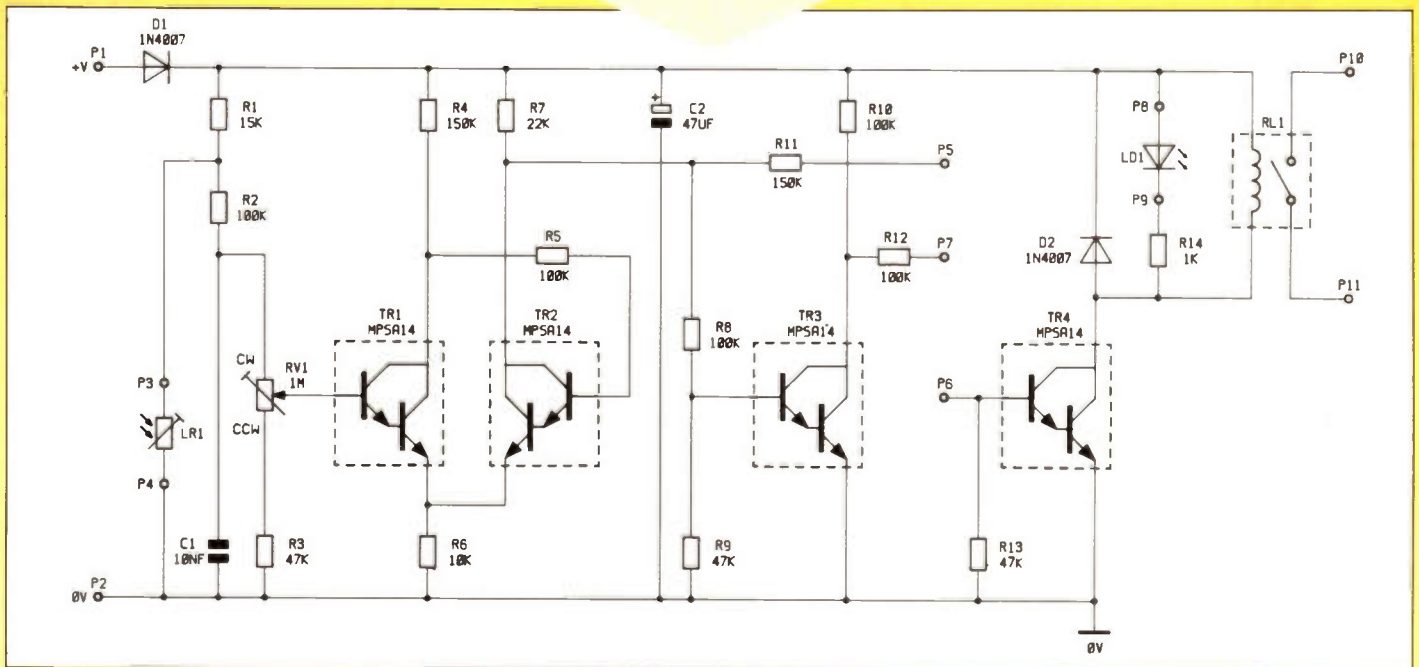 D1
1N4007
P1
+V
R1
15K
R4
150K
R7
22K
+
C2
47UF
R10
100K
P10
P8
RL1
R11
150K
P5
LD1
R2
100K
P9
R5
100K
R12
100K
P7
D2
1N4007
R14
1K
P11
TR1
MPSA14
TR2
MPSA14
R8
100K
TR3
MPSA14
TR4
MPSA14
CW
RV1
1M
P3
P6
CCW
LR1
P4
C1
10NF
R3
47K
R6
10K
R9
47K
R13
47K
P2
0V
0V